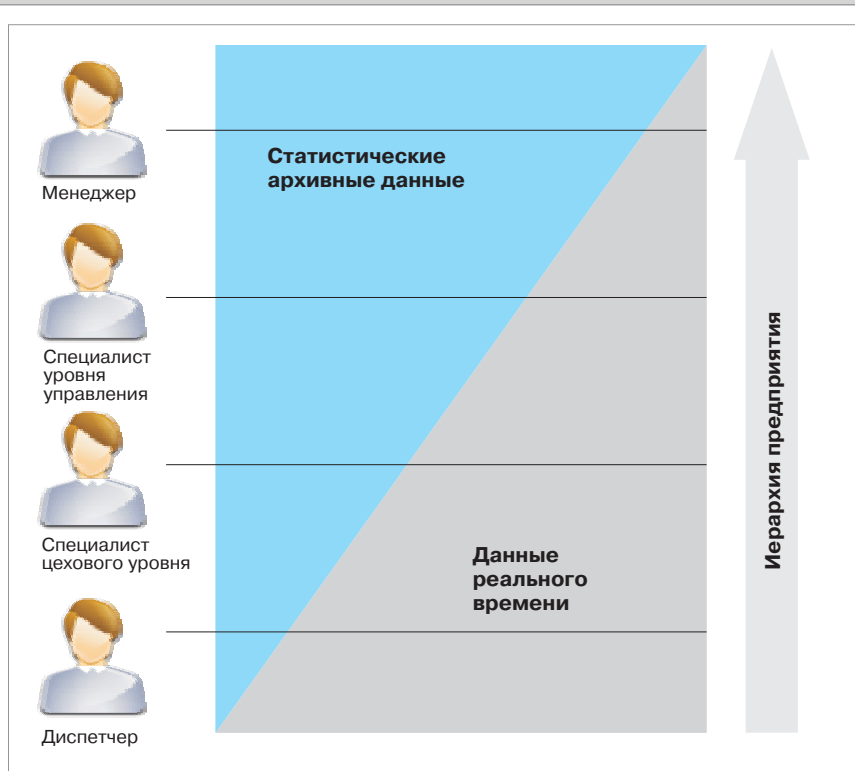 Менеджер
Статистические
архивные данные
Специалист
уровня
управления
Специалист
цехового уровня
Данные
реального
времени
Диспетчер
Иерархия предприятия